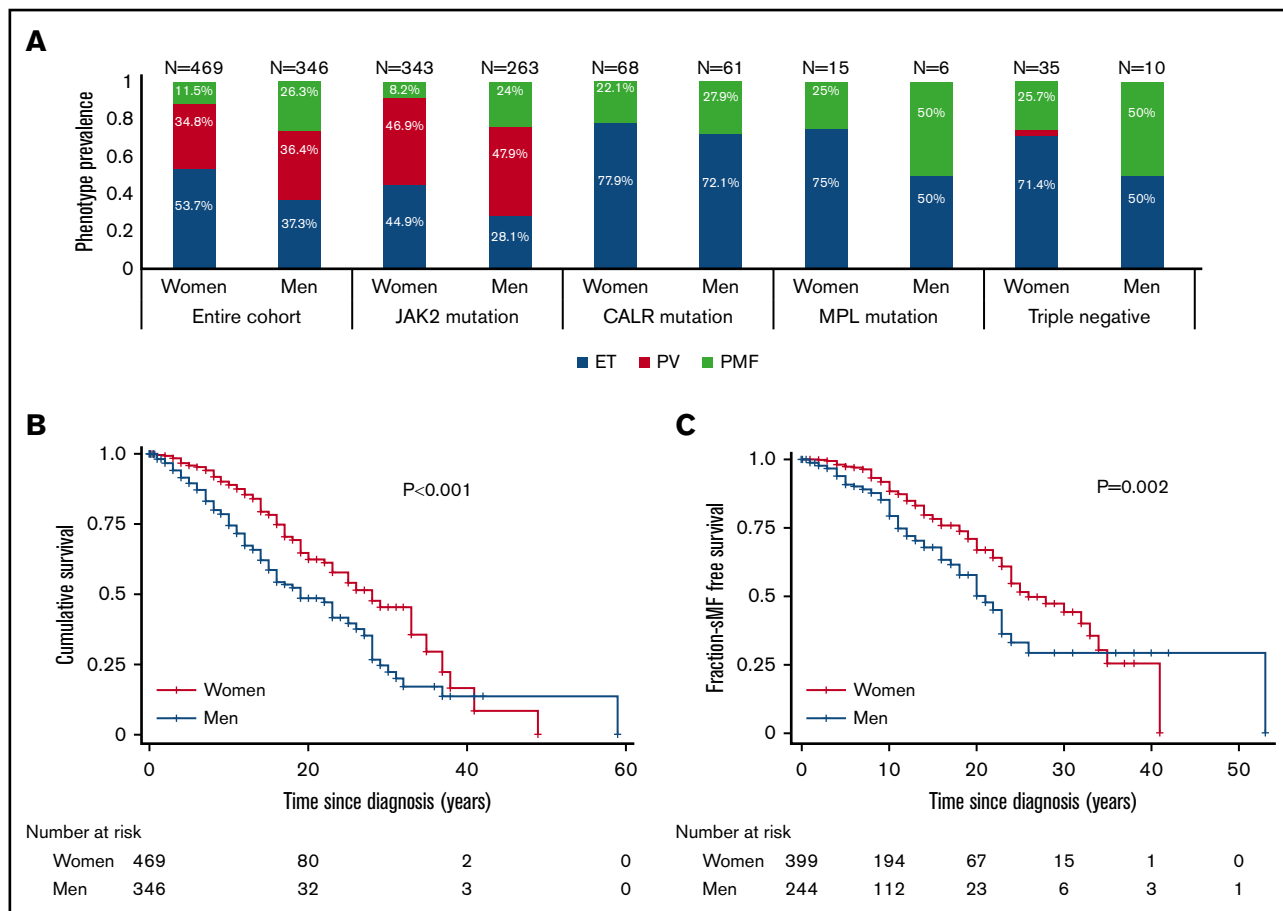 A
N=469 N=346 N=343 N=263 N=68 N=61 N=15 N=6 N=35 N=10
Phenotype prevalence
1
0.8
0.6
0.4
0.2
0
11.5% 26.3% 8.2% 24% 22.1% 27.9% 25% 50% 25.7% 50%
34.8% 36.4% 46.9% 47.9%
53.7% 37.3% 44.9% 28.1% 77.9% 72.1% 75% 50% 71.4% 50%
Women Men Women Men Women Men Women Men Women Men
Entire cohort JAK2 mutation CALR mutation MPL mutation Triple negative
ET PV PMF
B
Cumulative survival
1.0
0.75
0.5
0.25
0
P<0.001
Women
Men
0 20 40 60
Time since diagnosis (years)
Number at risk
Women 469 80 2 0
Men 346 32 3 0
C
Fraction-sMF free survival
1.0
0.75
0.5
0.25
0
P=0.002
Women
Men
0 10 20 30 40 50
Time since diagnosis (years)
Number at risk
Women 399 194 67 15 1 0
Men 244 112 23 6 3 1